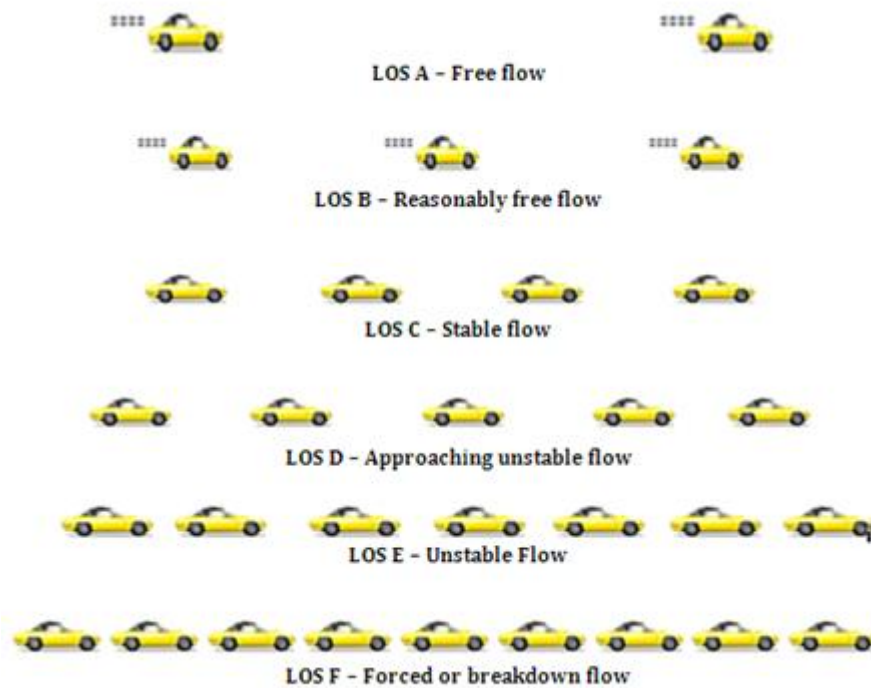 LOS A – Free flow
LOS B – Reasonably free flow
LOS C – Stable flow
LOS D – Approaching unstable flow
LOS E – Unstable Flow
LOS F – Forced or breakdown flow